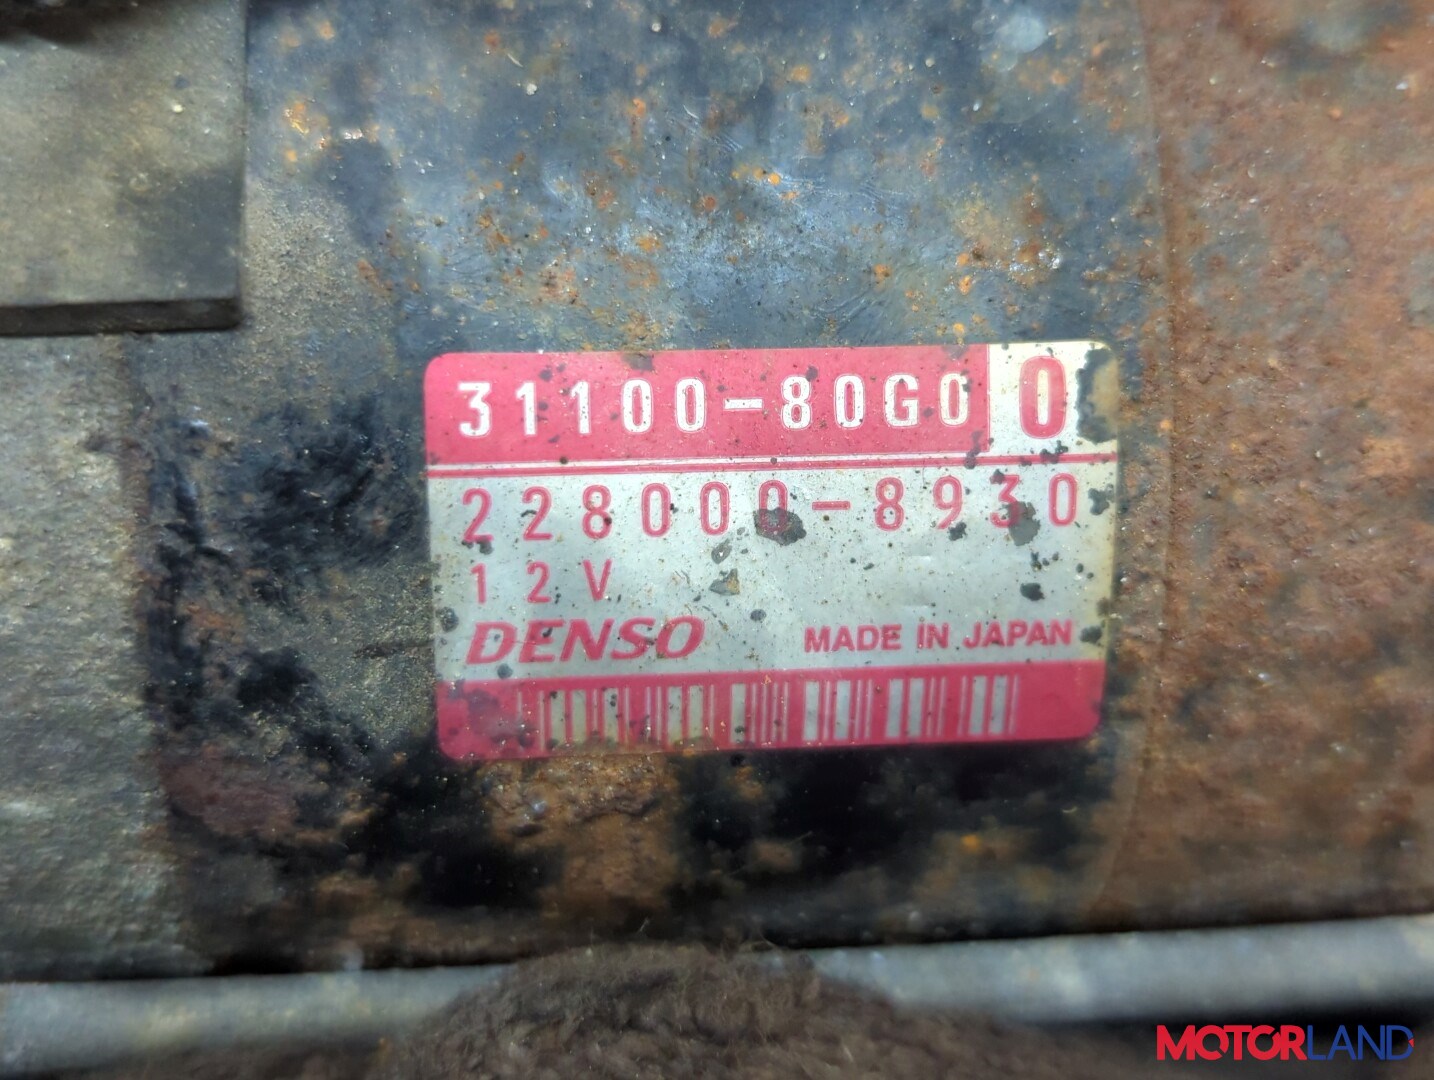 31100-80G0 0
228000-8930
12V
DENSO MADE IN JAPAN
MOTORLAND